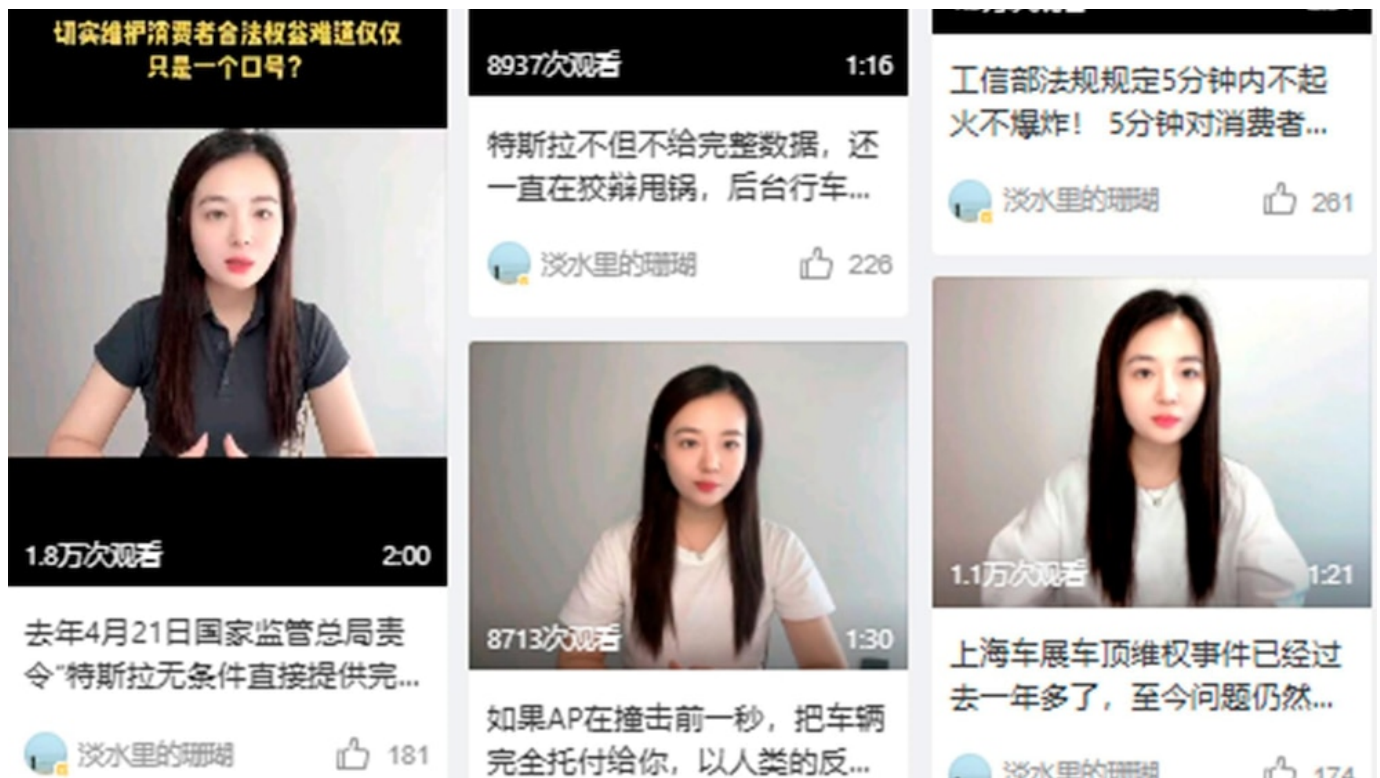 切实维护消费者合法权益难道仅仅
只是一个口号？
1.8万次观看 2:00
去年4月21日国家监管总局责
令“特斯拉无条件直接提供完...
淡水里的珊瑚 181
8937次观看 1:16
特斯拉不但不给完整数据，还
一直在狡辩甩锅，后台行车...
淡水里的珊瑚 226
8713次观看 1:30
如果AP在撞击前一秒，把车辆
完全托付给你，以人类的反...
工信部法规规定5分钟内不起
火不爆炸！ 5分钟对消费者...
淡水里的珊瑚 261
1.1万次观看 1:21
上海车展车顶维权事件已经过
去一年多了，至今问题仍然...
淡水里的珊瑚 174